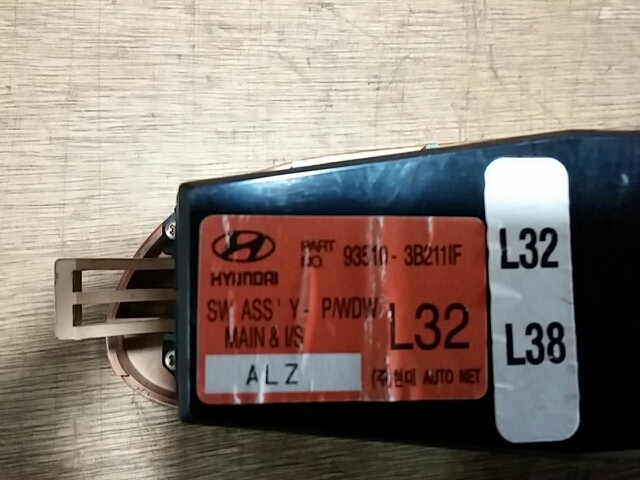 HYUNDAI
PART NO. 93510 - 3B211IF
SW ASS'Y - P/WDW
MAIN & I/S
L32
ALZ
(주)현대 AUTO NET
L32
L38